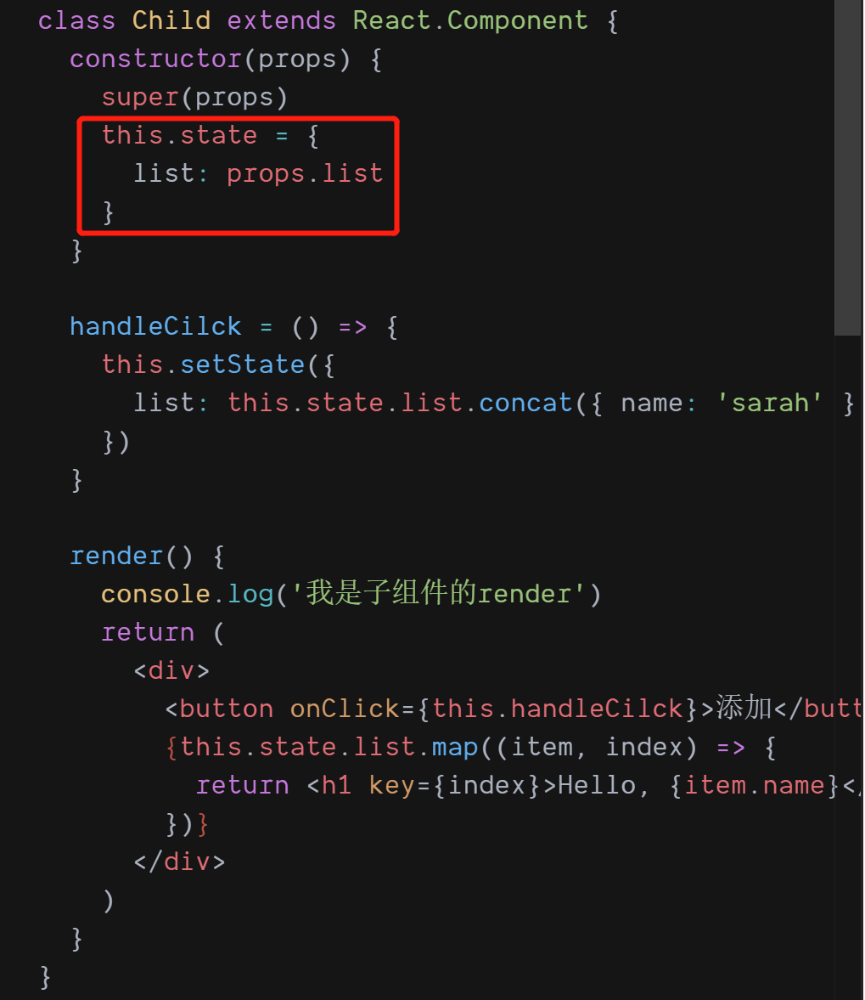 class Child extends React.Component {
constructor(props) {
super(props)
this.state = {
list: props.list
}
}
handleCilck = () => {
this.setState({
list: this.state.list.concat({ name: 'sarah' }
})
}
render() {
console.log('我是子组件的render')
return (
<div>
<button onClick={this.handleCilck}>添加</butt
{this.state.list.map((item, index) => {
return <h1 key={index}>Hello, {item.name}</
})}
</div>
)
}
}